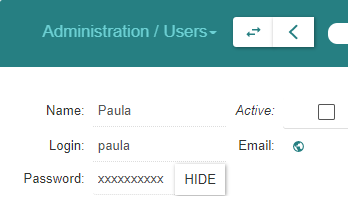 Administration / Users
Name: Paula Active:
Login: paula Email:
Password: xxxxxxxxxx HIDE